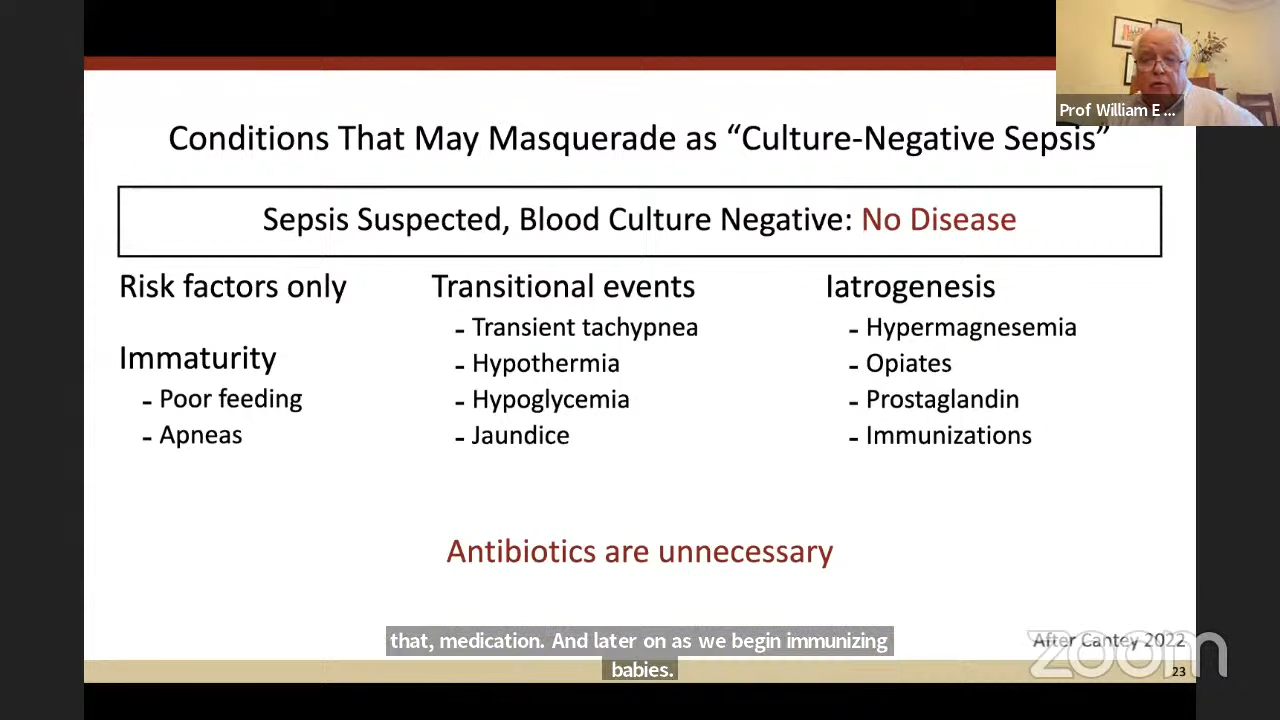 Prof William E ...
Conditions That May Masquerade as “Culture-Negative Sepsis”
Sepsis Suspected, Blood Culture Negative: No Disease
Risk factors only
Immaturity
- Poor feeding
- Apneas
Transitional events
- Transient tachypnea
- Hypothermia
- Hypoglycemia
- Jaundice
Iatrogenesis
- Hypermagnesemia
- Opiates
- Prostaglandin
- Immunizations
Antibiotics are unnecessary
that, medication. And later on as we begin immunizing
babies.
After Cantey 2022
zoom
23